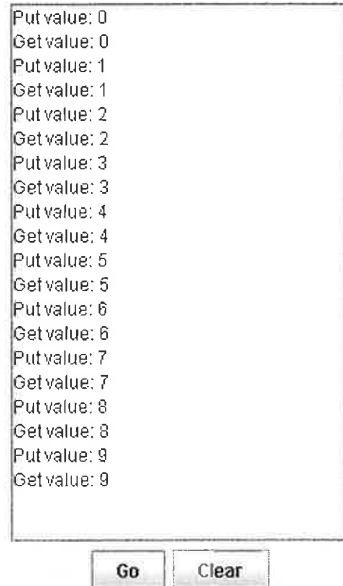 Put value: 0
Get value: 0
Put value: 1
Get value: 1
Put value: 2
Get value: 2
Put value: 3
Get value: 3
Put value: 4
Get value: 4
Put value: 5
Get value: 5
Put value: 6
Get value: 6
Put value: 7
Get value: 7
Put value: 8
Get value: 8
Put value: 9
Get value: 9
Go Clear